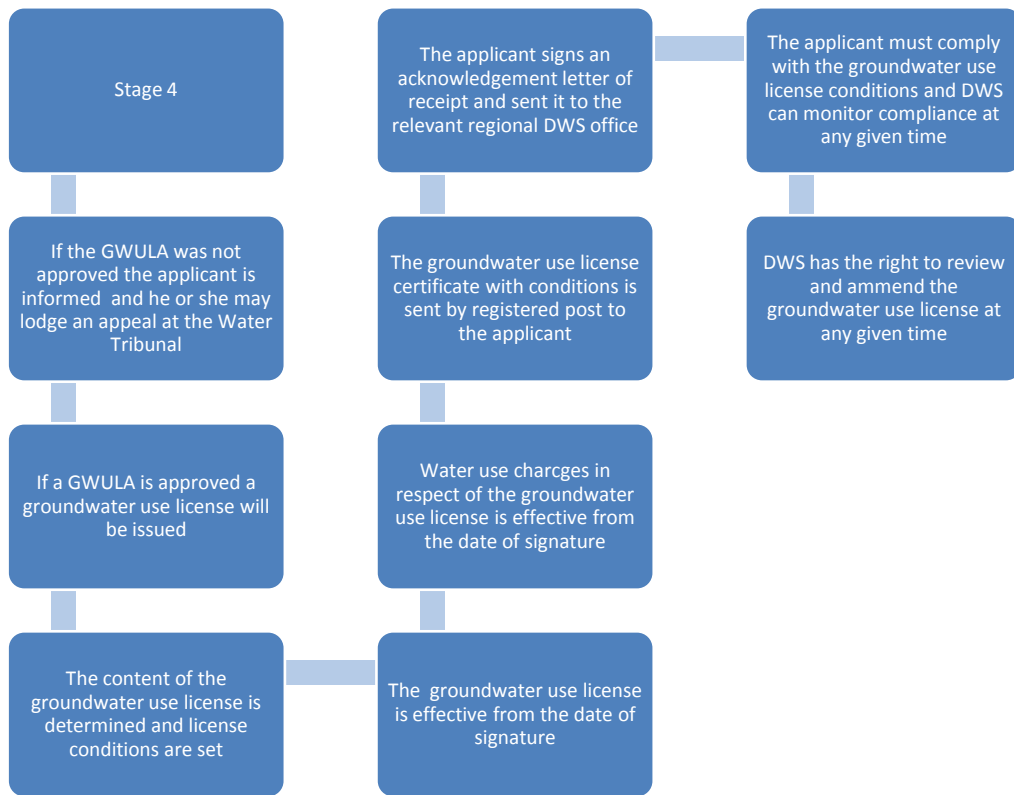 Stage 4
If the GWULA was not
approved the applicant is
informed and he or she may
lodge an appeal at the Water
Tribunal
If a GWULA is approved a
groundwater use license will
be issued
The content of the
groundwater use license is
determined and license
conditions are set
The groundwater use license
is effective from the date of
signature
Water use charcges in
respect of the groundwater
use license is effective from
the date of signature
The groundwater use license
certificate with conditions is
sent by registered post to
the applicant
The applicant signs an
acknowledgement letter of
receipt and sent it to the
relevant regional DWS office
The applicant must comply
with the groundwater use
license conditions and DWS
can monitor compliance at
any given time
DWS has the right to review
and ammend the
groundwater use license at
any given time